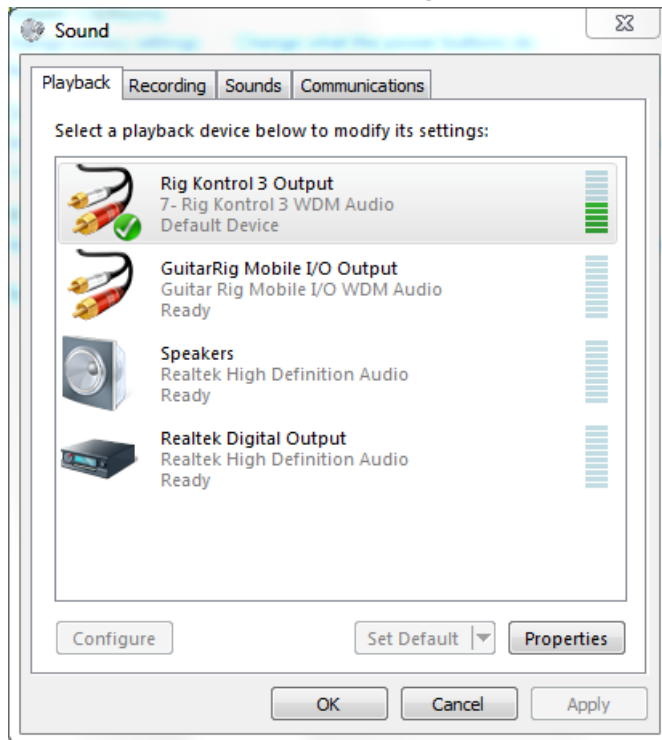 Sound
Playback Recording Sounds Communications
Select a playback device below to modify its settings:
Rig Kontrol 3 Output
7- Rig Kontrol 3 WDM Audio
Default Device
GuitarRig Mobile I/O Output
Guitar Rig Mobile I/O WDM Audio
Ready
Speakers
Realtek High Definition Audio
Ready
Realtek Digital Output
Realtek High Definition Audio
Ready
Configure Set Default Properties
OK Cancel Apply